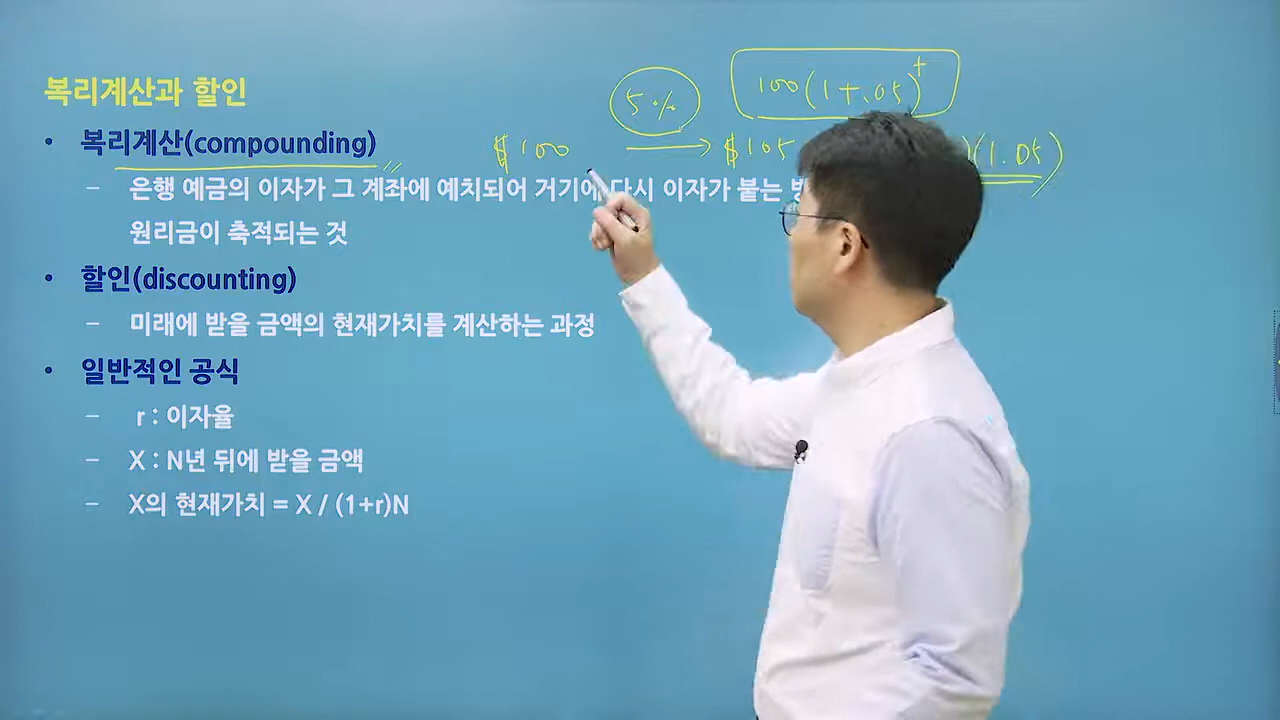 복리계산과 할인
• 복리계산(compounding)
– 은행 예금의 이자가 그 계좌에 예치되어 거기에 다시 이자가 붙는
원리금이 축적되는 것
• 할인(discounting)
– 미래에 받을 금액의 현재가치를 계산하는 과정
• 일반적인 공식
– r : 이자율
– X : N년 뒤에 받을 금액
– X의 현재가치 = X / (1+r)N
100(1+.05)^t
5%
$100 → $105
)(1.05)